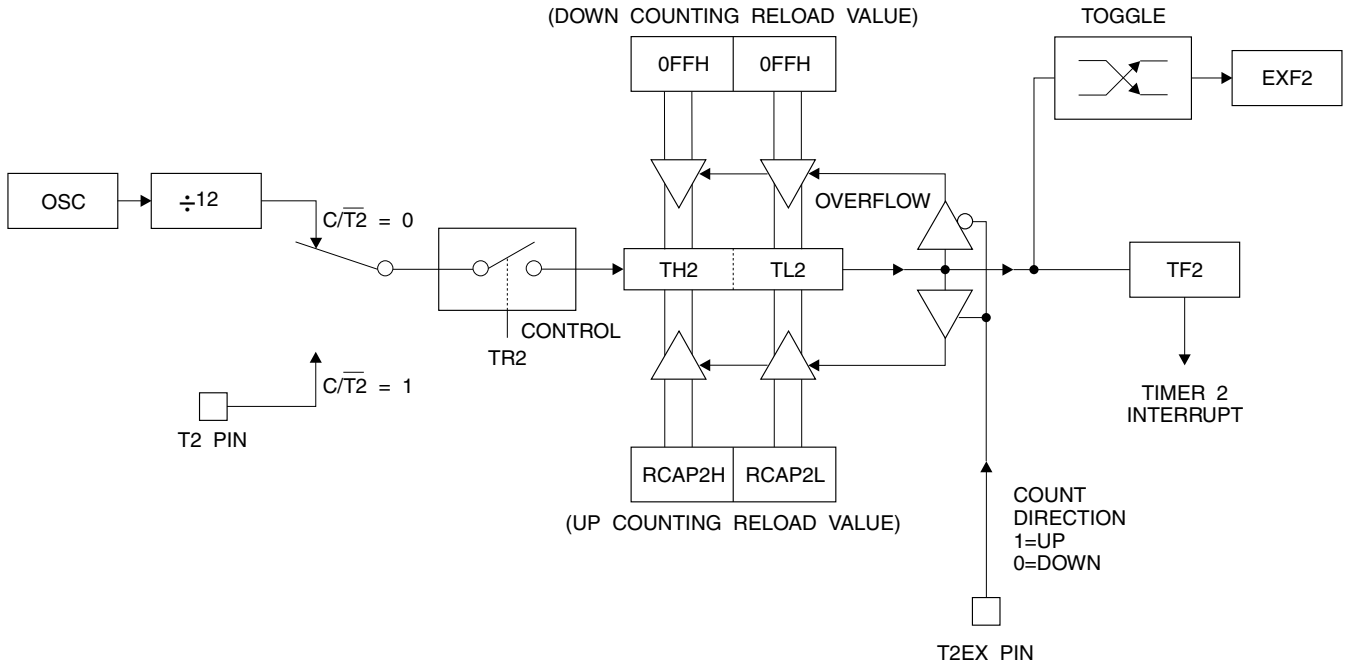 (DOWN COUNTING RELOAD VALUE)
TOGGLE
0FFH
0FFH
EXF2
OSC
÷12
C/T2̅ = 0
OVERFLOW
TH2
TL2
TF2
CONTROL
TR2
C/T2̅ = 1
T2 PIN
TIMER 2
INTERRUPT
RCAP2H
RCAP2L
(UP COUNTING RELOAD VALUE)
COUNT
DIRECTION
1=UP
0=DOWN
T2EX PIN